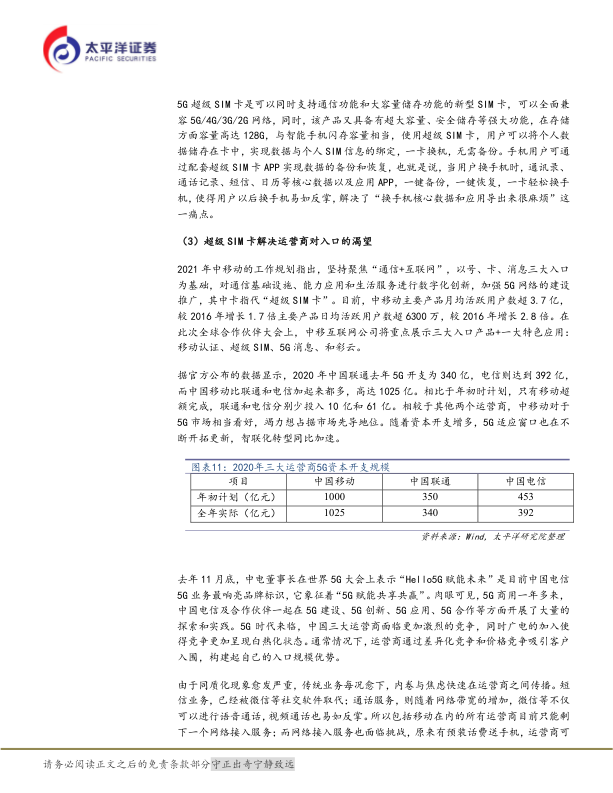 太平洋证券
PACIFIC SECURITIES
5G 超级 SIM 卡是可以同时支持通信功能和大容量储存功能的新型 SIM 卡，可以全面兼
容 5G/4G/3G/2G 网络，同时，该产品又具备有超大容量、安全储存等强大功能，在存储
方面容量高达 128G，与智能手机闪存容量相当，使用超级 SIM 卡，用户可以将个人数
据储存在卡中，实现数据与个人 SIM 信息的绑定，一卡换机，无需备份。手机用户可通
过配套超级 SIM 卡 APP 实现数据的备份和恢复，也就是说，当用户换手机时，通讯录、
通话记录、短信、日历等核心数据以及应用 APP，一键备份，一键恢复，一卡轻松换手
机，使得用户以后换手机易如反掌，解决了“换手机核心数据和应用导出来很麻烦”这
一痛点。
（3）超级 SIM 卡解决运营商对入口的渴望
2021 年中移动的工作规划指出，坚持聚焦“通信+互联网”，以号、卡、消息三大入口
为基础，对通信基础设施、能力应用和生活服务进行数字化创新，加强 5G 网络的建设
推广，其中卡指代“超级 SIM 卡”。目前，中移动主要产品月均活跃用户数超 3.7 亿，
较 2016 年增长 1.7 倍主要产品日均活跃用户数超 6300 万，较 2016 年增长 2.8 倍。在
此次全球合作伙伴大会上，中移互联网公司将重点展示三大入口产品+一大特色应用：
移动认证、超级 SIM、5G 消息、和彩云。
据官方公布的数据显示，2020 年中国联通去年 5G 开支为 340 亿，电信则达到 392 亿，
而中国移动比联通和电信加起来都多，高达 1025 亿。相比于年初时计划，只有移动超
额完成，联通和电信分别少投入 10 亿和 61 亿。相较于其他两个运营商，中移动对于
5G 市场相当看好，竭力想占据市场先导地位。随着资本开支增多，5G 适应窗口也在不
断开拓更新，智联化转型同比加速。
图表11：2020年三大运营商5G资本开支规模
项目 中国移动 中国联通 中国电信
年初计划（亿元） 1000 350 453
全年实际（亿元） 1025 340 392
资料来源：Wind，太平洋研究院整理
去年 11 月底，中电董事长在世界 5G 大会上表示“Hello5G 赋能未来”是目前中国电信
5G 业务最响亮品牌标识，它象征着“5G 赋能共享共赢”。肉眼可见，5G 商用一年多来，
中国电信及合作伙伴一起在 5G 建设、5G 创新、5G 应用、5G 合作等方面开展了大量的
探索和实践。5G 时代来临，中国三大运营商面临更加激烈的竞争，同时广电的加入使
得竞争更加呈现白热化状态。通常情况下，运营商通过差异化竞争和价格竞争吸引客户
入围，构建起自己的入口规模优势。
由于同质化现象愈发严重，传统业务每况愈下，内卷与焦虑快速在运营商之间传播。短
信业务，已经被微信等社交软件取代；通话服务，则随着网络带宽的增加，微信等不仅
可以进行语音通话，视频通话也易如反掌。所以包括移动在内的所有运营商目前只能剩
下一个网络接入服务；而网络接入服务也面临挑战，原来有预装话费送手机，运营商可
请务必阅读正文之后的免责条款部分守正出奇宁静致远